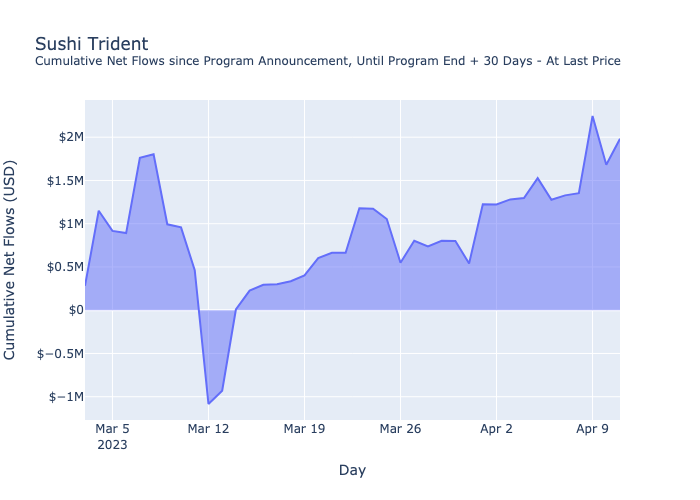 Sushi Trident
Cumulative Net Flows since Program Announcement, Until Program End + 30 Days - At Last Price
Cumulative Net Flows (USD)
$2M
$1.5M
$1M
$0.5M
$0
$−0.5M
$−1M
Mar 5
2023
Mar 12
Mar 19
Mar 26
Apr 2
Apr 9
Day